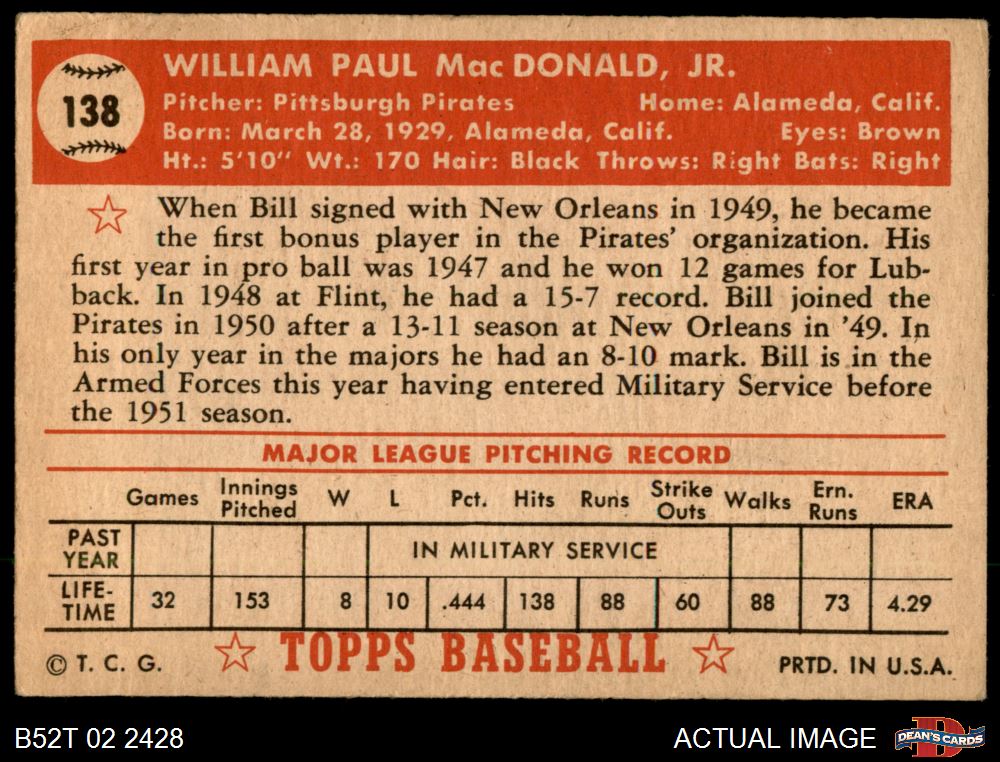 138
WILLIAM PAUL MacDONALD, JR.
Pitcher: Pittsburgh Pirates Home: Alameda, Calif.
Born: March 28, 1929, Alameda, Calif. Eyes: Brown
Ht.: 5'10" Wt.: 170 Hair: Black Throws: Right Bats: Right
When Bill signed with New Orleans in 1949, he became
the first bonus player in the Pirates' organization. His
first year in pro ball was 1947 and he won 12 games for Lub-
back. In 1948 at Flint, he had a 15-7 record. Bill joined the
Pirates in 1950 after a 13-11 season at New Orleans in '49. In
his only year in the majors he had an 8-10 mark. Bill is in the
Armed Forces this year having entered Military Service before
the 1951 season.
MAJOR LEAGUE PITCHING RECORD
Games Innings Pitched W L Pct. Hits Runs Strike Outs Walks Ern. Runs ERA
PAST YEAR IN MILITARY SERVICE
LIFE-TIME 32 153 8 10 .444 138 88 60 88 73 4.29
© T. C. G. TOPPS BASEBALL PRTD. IN U.S.A.
B52T 02 2428 ACTUAL IMAGE DEAN'S CARDS